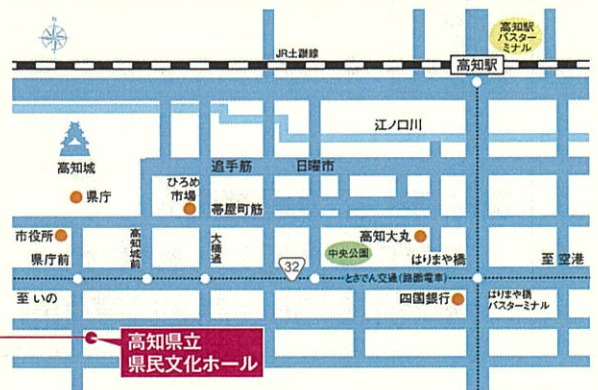 高知駅
バスター
ミナル
JR土讃線
高知駅
江ノ口川
高知城
追手筋
日曜市
県庁
ひろめ
市場
帯屋町筋
市役所
高知城前
大橋通
中央公園
高知大丸
はりまや橋
県庁前
32
至 空港
とさでん交通(路面電車)
至 いの
四国銀行
はりまや橋
バスターミナル
高知県立
県民文化ホール